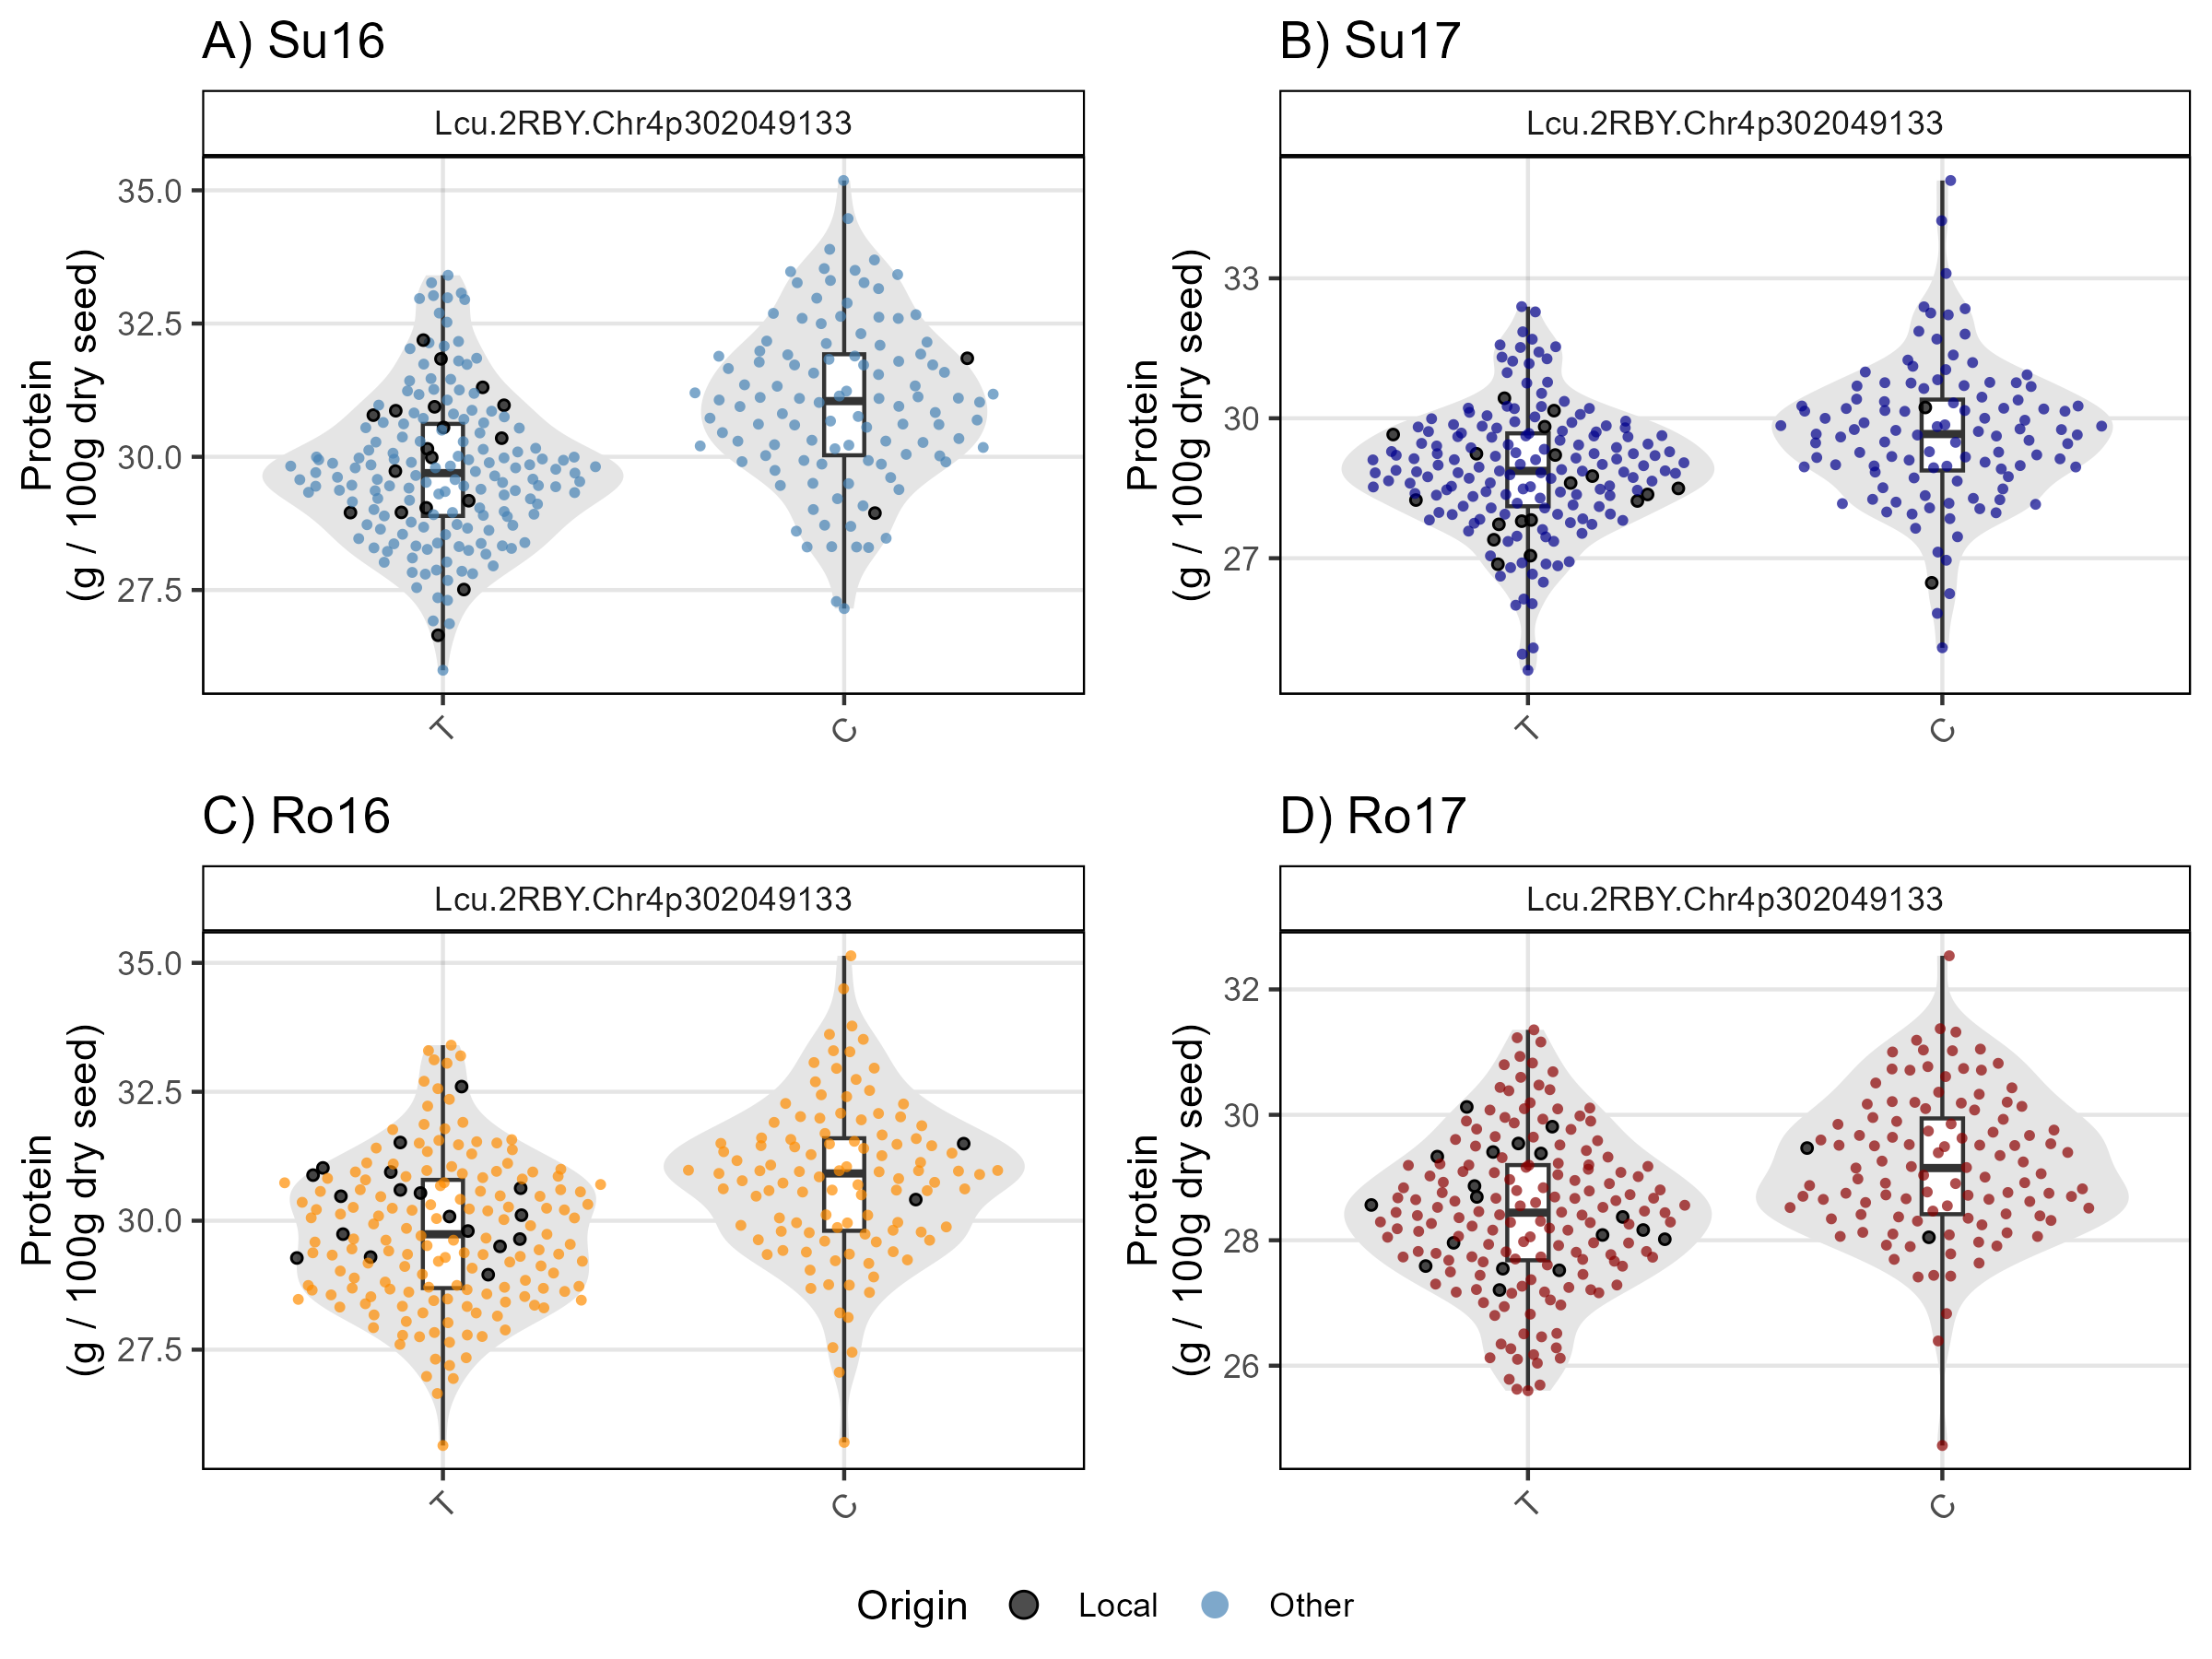 A) Su16
Lcu.2RBY.Chr4p302049133
Protein
(g / 100g dry seed)
35.0
32.5
30.0
27.5
T
C
B) Su17
Lcu.2RBY.Chr4p302049133
Protein
(g / 100g dry seed)
33
30
27
T
C
C) Ro16
Lcu.2RBY.Chr4p302049133
Protein
(g / 100g dry seed)
35.0
32.5
30.0
27.5
T
C
D) Ro17
Lcu.2RBY.Chr4p302049133
Protein
(g / 100g dry seed)
32
30
28
26
T
C
Origin Local Other